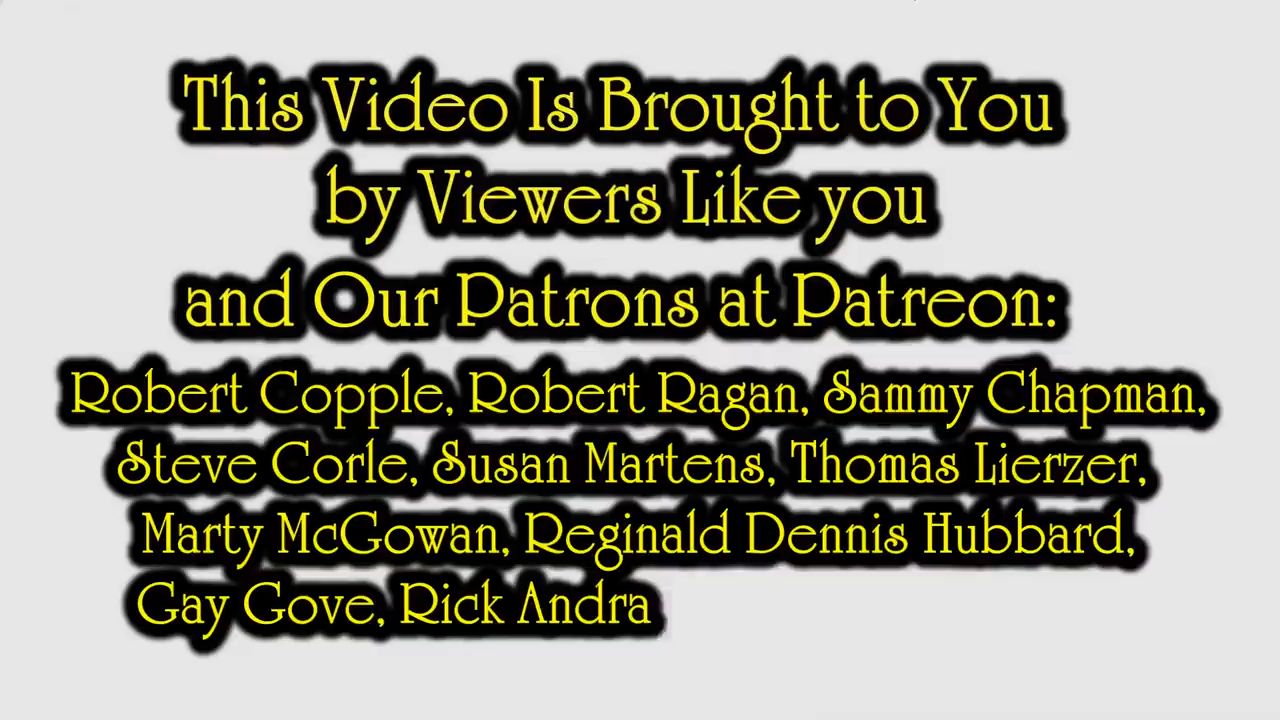 This Video Is Brought to You
by Viewers Like you
and Our Patrons at Patreon:
Robert Copple, Robert Ragan, Sammy Chapman,
Steve Corle, Susan Martens, Thomas Lierzer,
Marty McGowan, Reginald Dennis Hubbard,
Gay Gove, Rick Andra